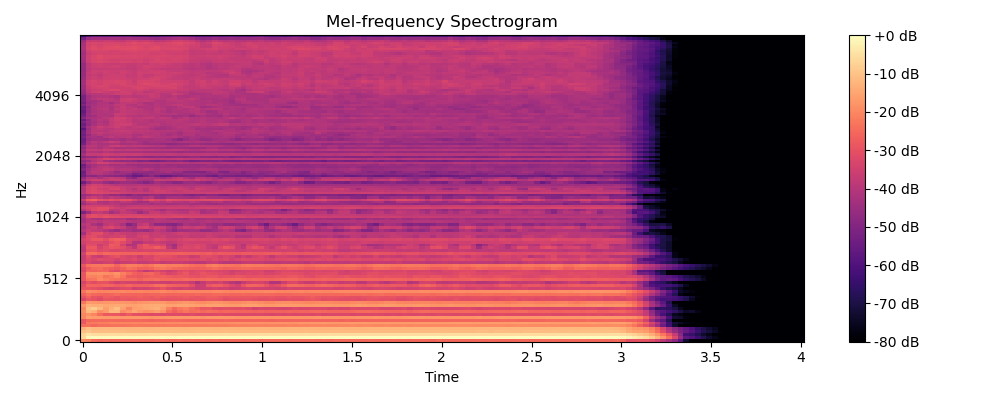 Mel-frequency Spectrogram
Hz
4096
2048
1024
512
0
0
0.5
1
1.5
2
2.5
3
3.5
4
Time
+0 dB
-10 dB
-20 dB
-30 dB
-40 dB
-50 dB
-60 dB
-70 dB
-80 dB